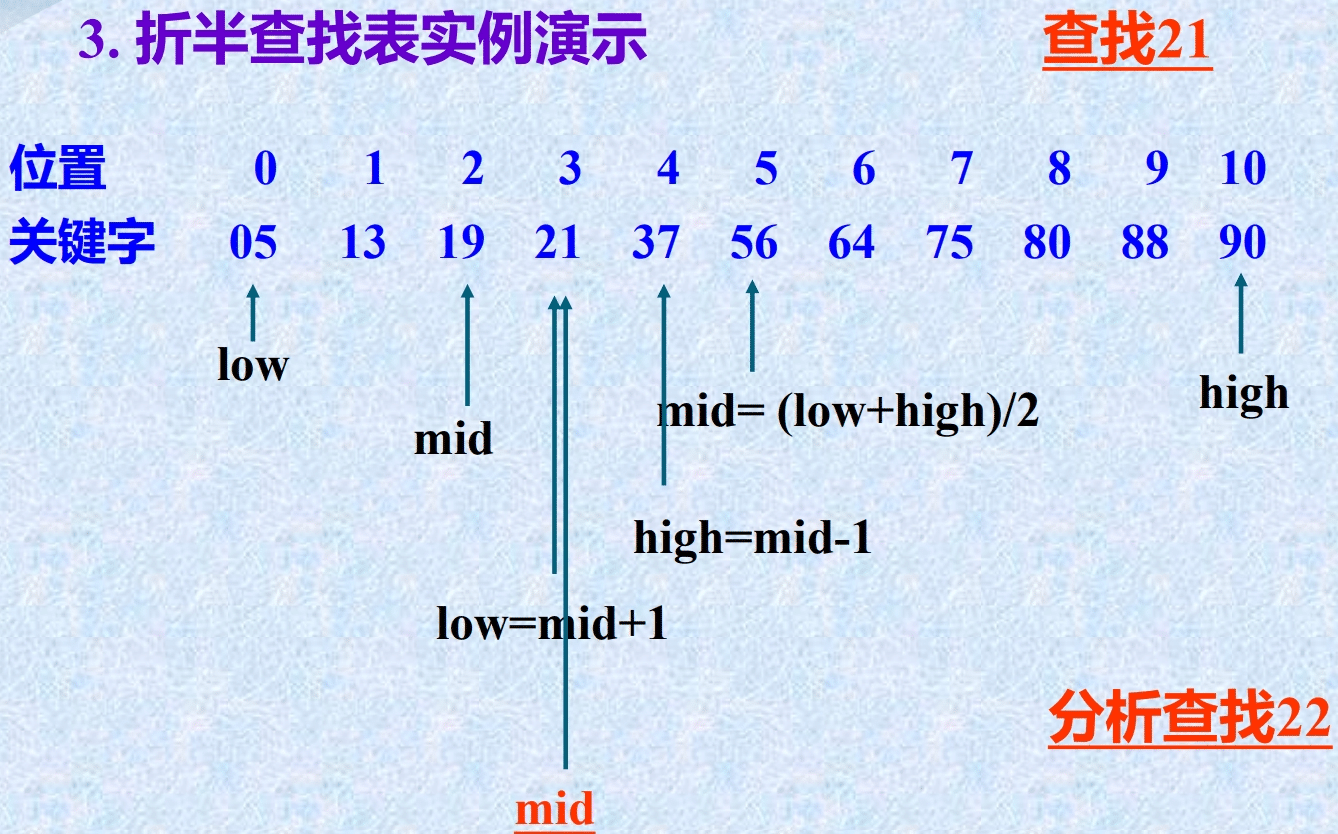 3. 折半查找表实例演示 查找21
位置 0 1 2 3 4 5 6 7 8 9 10
关键字 05 13 19 21 37 56 64 75 80 88 90
low
high
mid= (low+high)/2
mid
high=mid-1
low=mid+1
分析查找22
mid